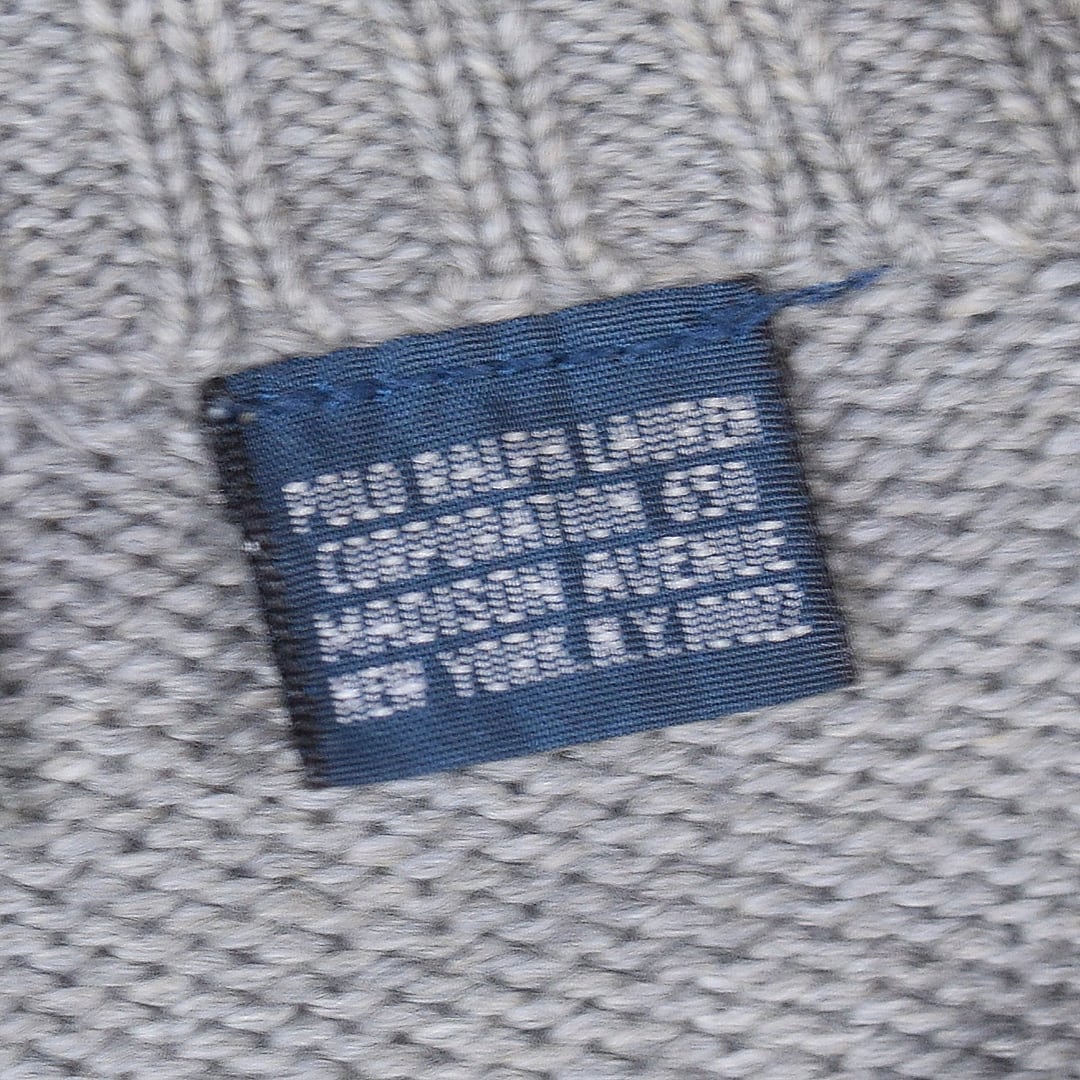 POLO RALPH LAUREN
CORPORATION 650
MADISON AVENUE
NEW YORK N Y 10022